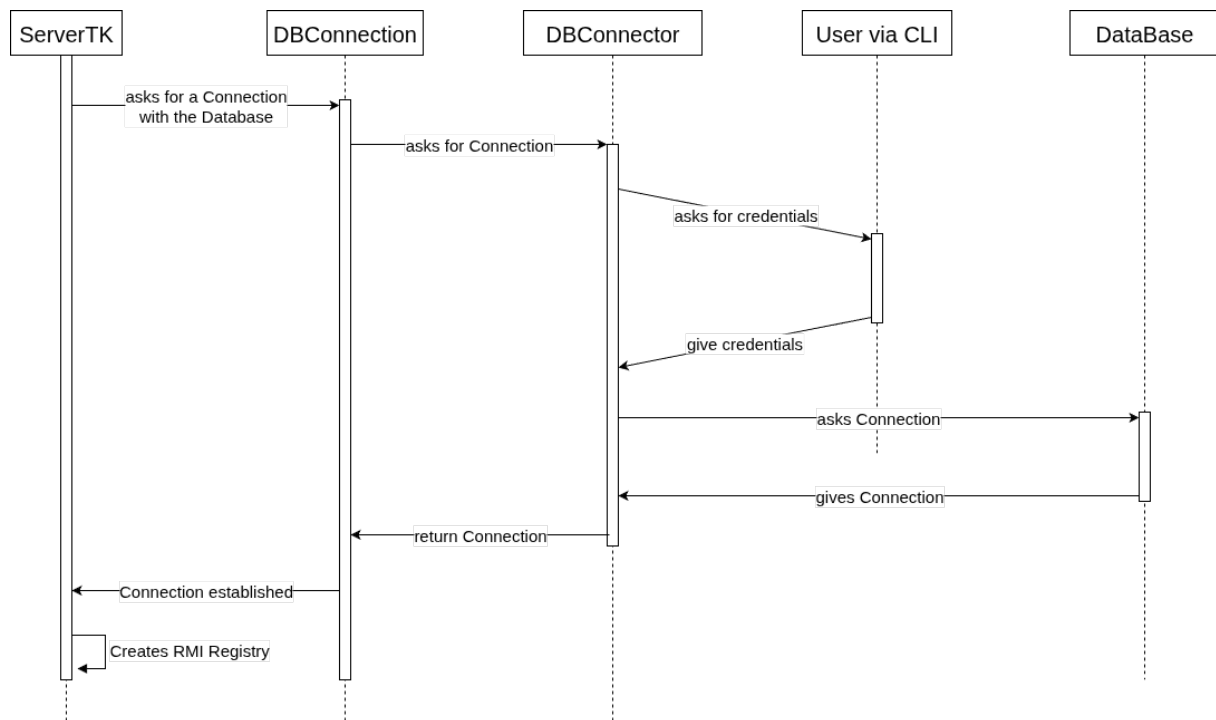 ServerTK
DBConnection
DBConnector
User via CLI
DataBase
asks for a Connection
with the Database
asks for Connection
asks for credentials
give credentials
asks Connection
gives Connection
return Connection
Connection established
Creates RMI Registry